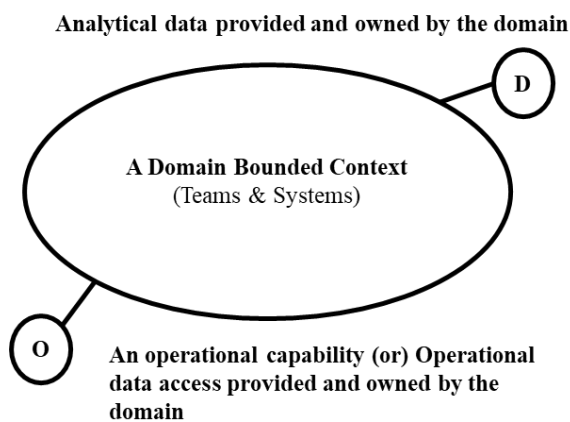 Analytical data provided and owned by the domain
D
A Domain Bounded Context
(Teams & Systems)
O
An operational capability (or) Operational
data access provided and owned by the
domain